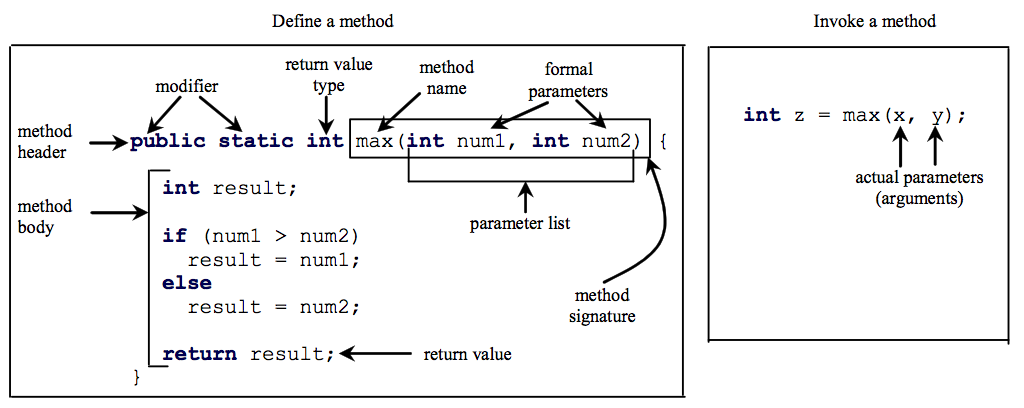 Define a method
Invoke a method
return value
type
method
name
formal
parameters
modifier
method
header
public static int max(int num1, int num2) {
int result;
method
body
parameter list
if (num1 > num2)
result = num1;
else
result = num2;
method
signature
return result;
return value
}
int z = max(x, y);
actual parameters
(arguments)